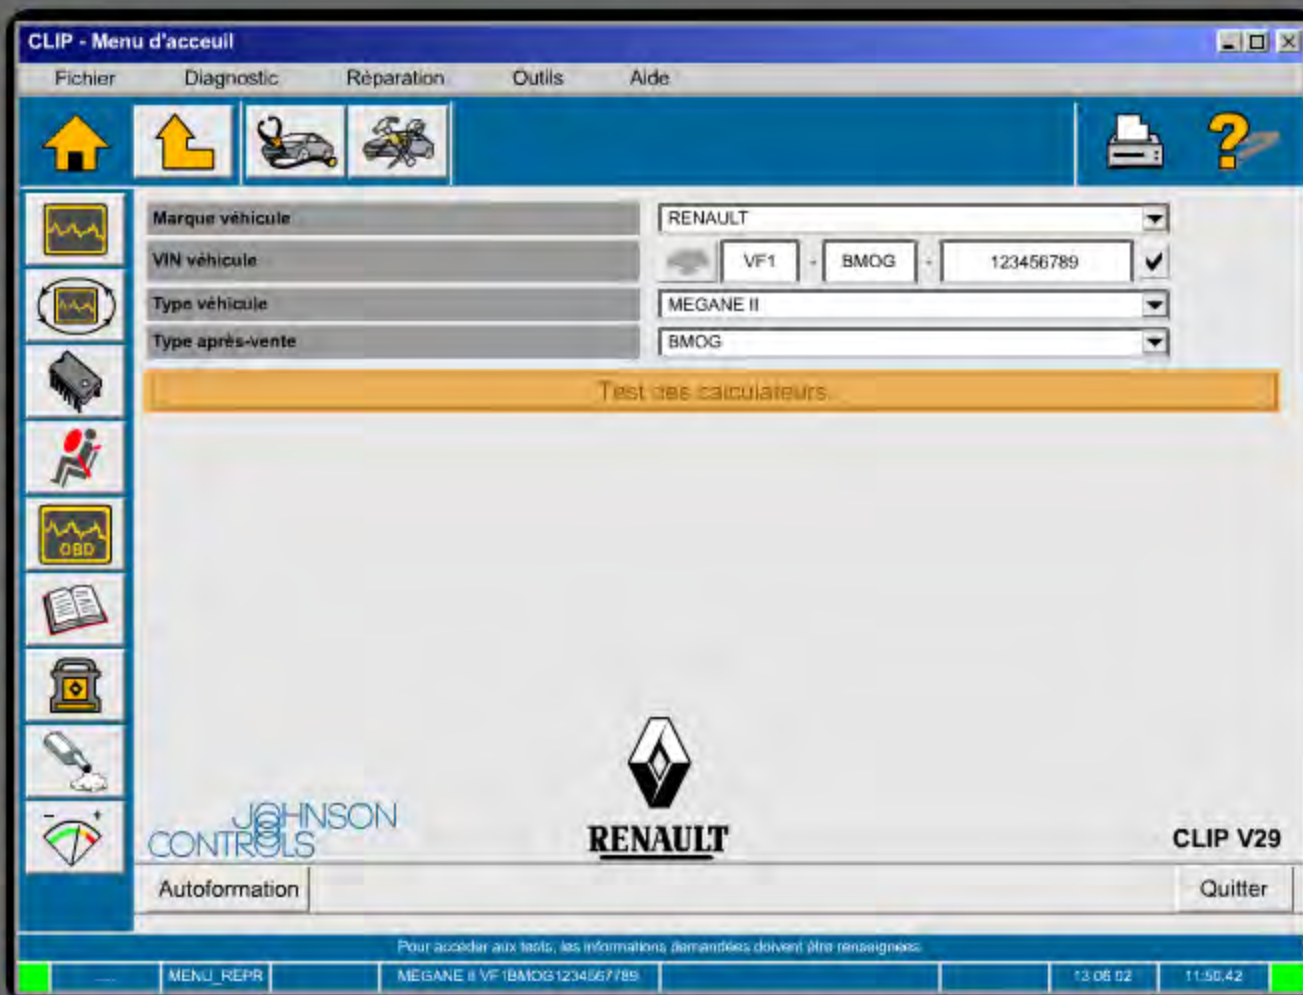 CLIP - Menu d'acceuil
Fichier Diagnostic Réparation Outils Aide
Marque véhicule RENAULT
VIN véhicule VF1 - BMOG - 123456789
Type véhicule MEGANE II
Type après-vente BMOG
Test des calculateurs
OBD
- +
JOHNSON CONTROLS
RENAULT
CLIP V29
Autoformation Quitter
Pour accéder aux tests, les informations demandées doivent être renseignées.
MENU_REPR MEGANE II VF1BMOG1234567789 13 06 02 11:50.42